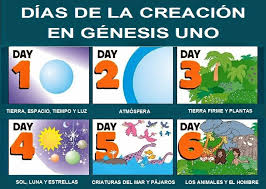 DÍAS DE LA CREACIÓN
EN GÉNESIS UNO
DAY 1
DAY 2
DAY 3
TIERRA, ESPACIO, TIEMPO Y LUZ
ATMÓSFERA
TIERRA FIRME Y PLANTAS
DAY 4
DAY 5
DAY 6
SOL, LUNA Y ESTRELLAS
CRIATURAS DEL MAR Y PÁJAROS
LOS ANIMALES Y EL HOMBRE